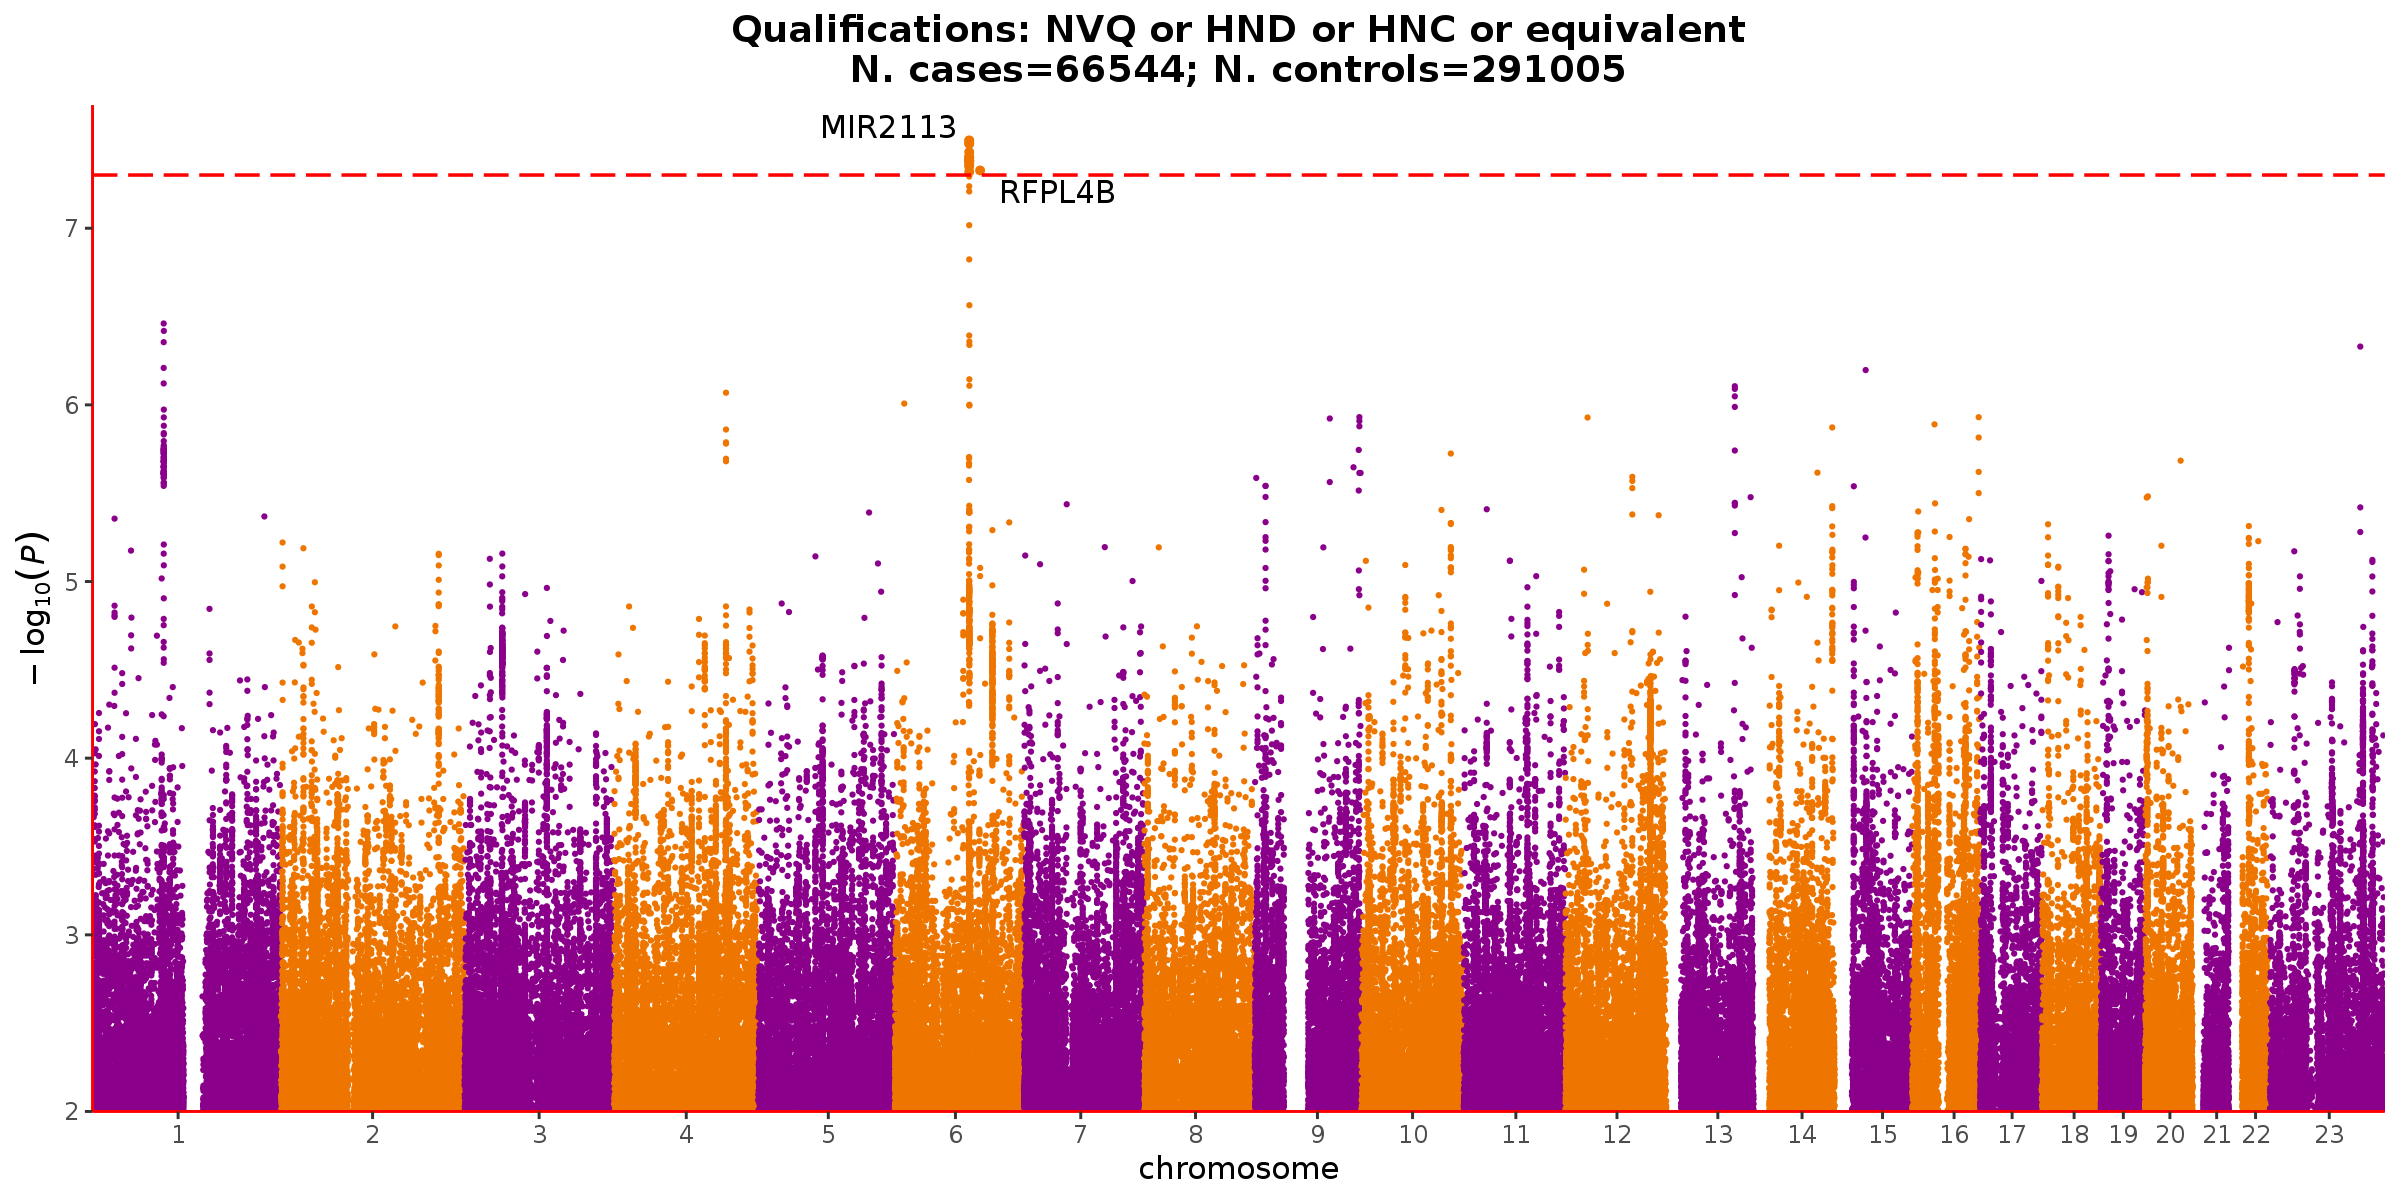 Qualifications: NVQ or HND or HNC or equivalent
N. cases=66544; N. controls=291005
MIR2113
RFPL4B
7
6
5
4
3
2
−log10(P)
1 2 3 4 5 6 7 8 9 10 11 12 13 14 15 16 17 18 19 20 21 22 23
chromosome